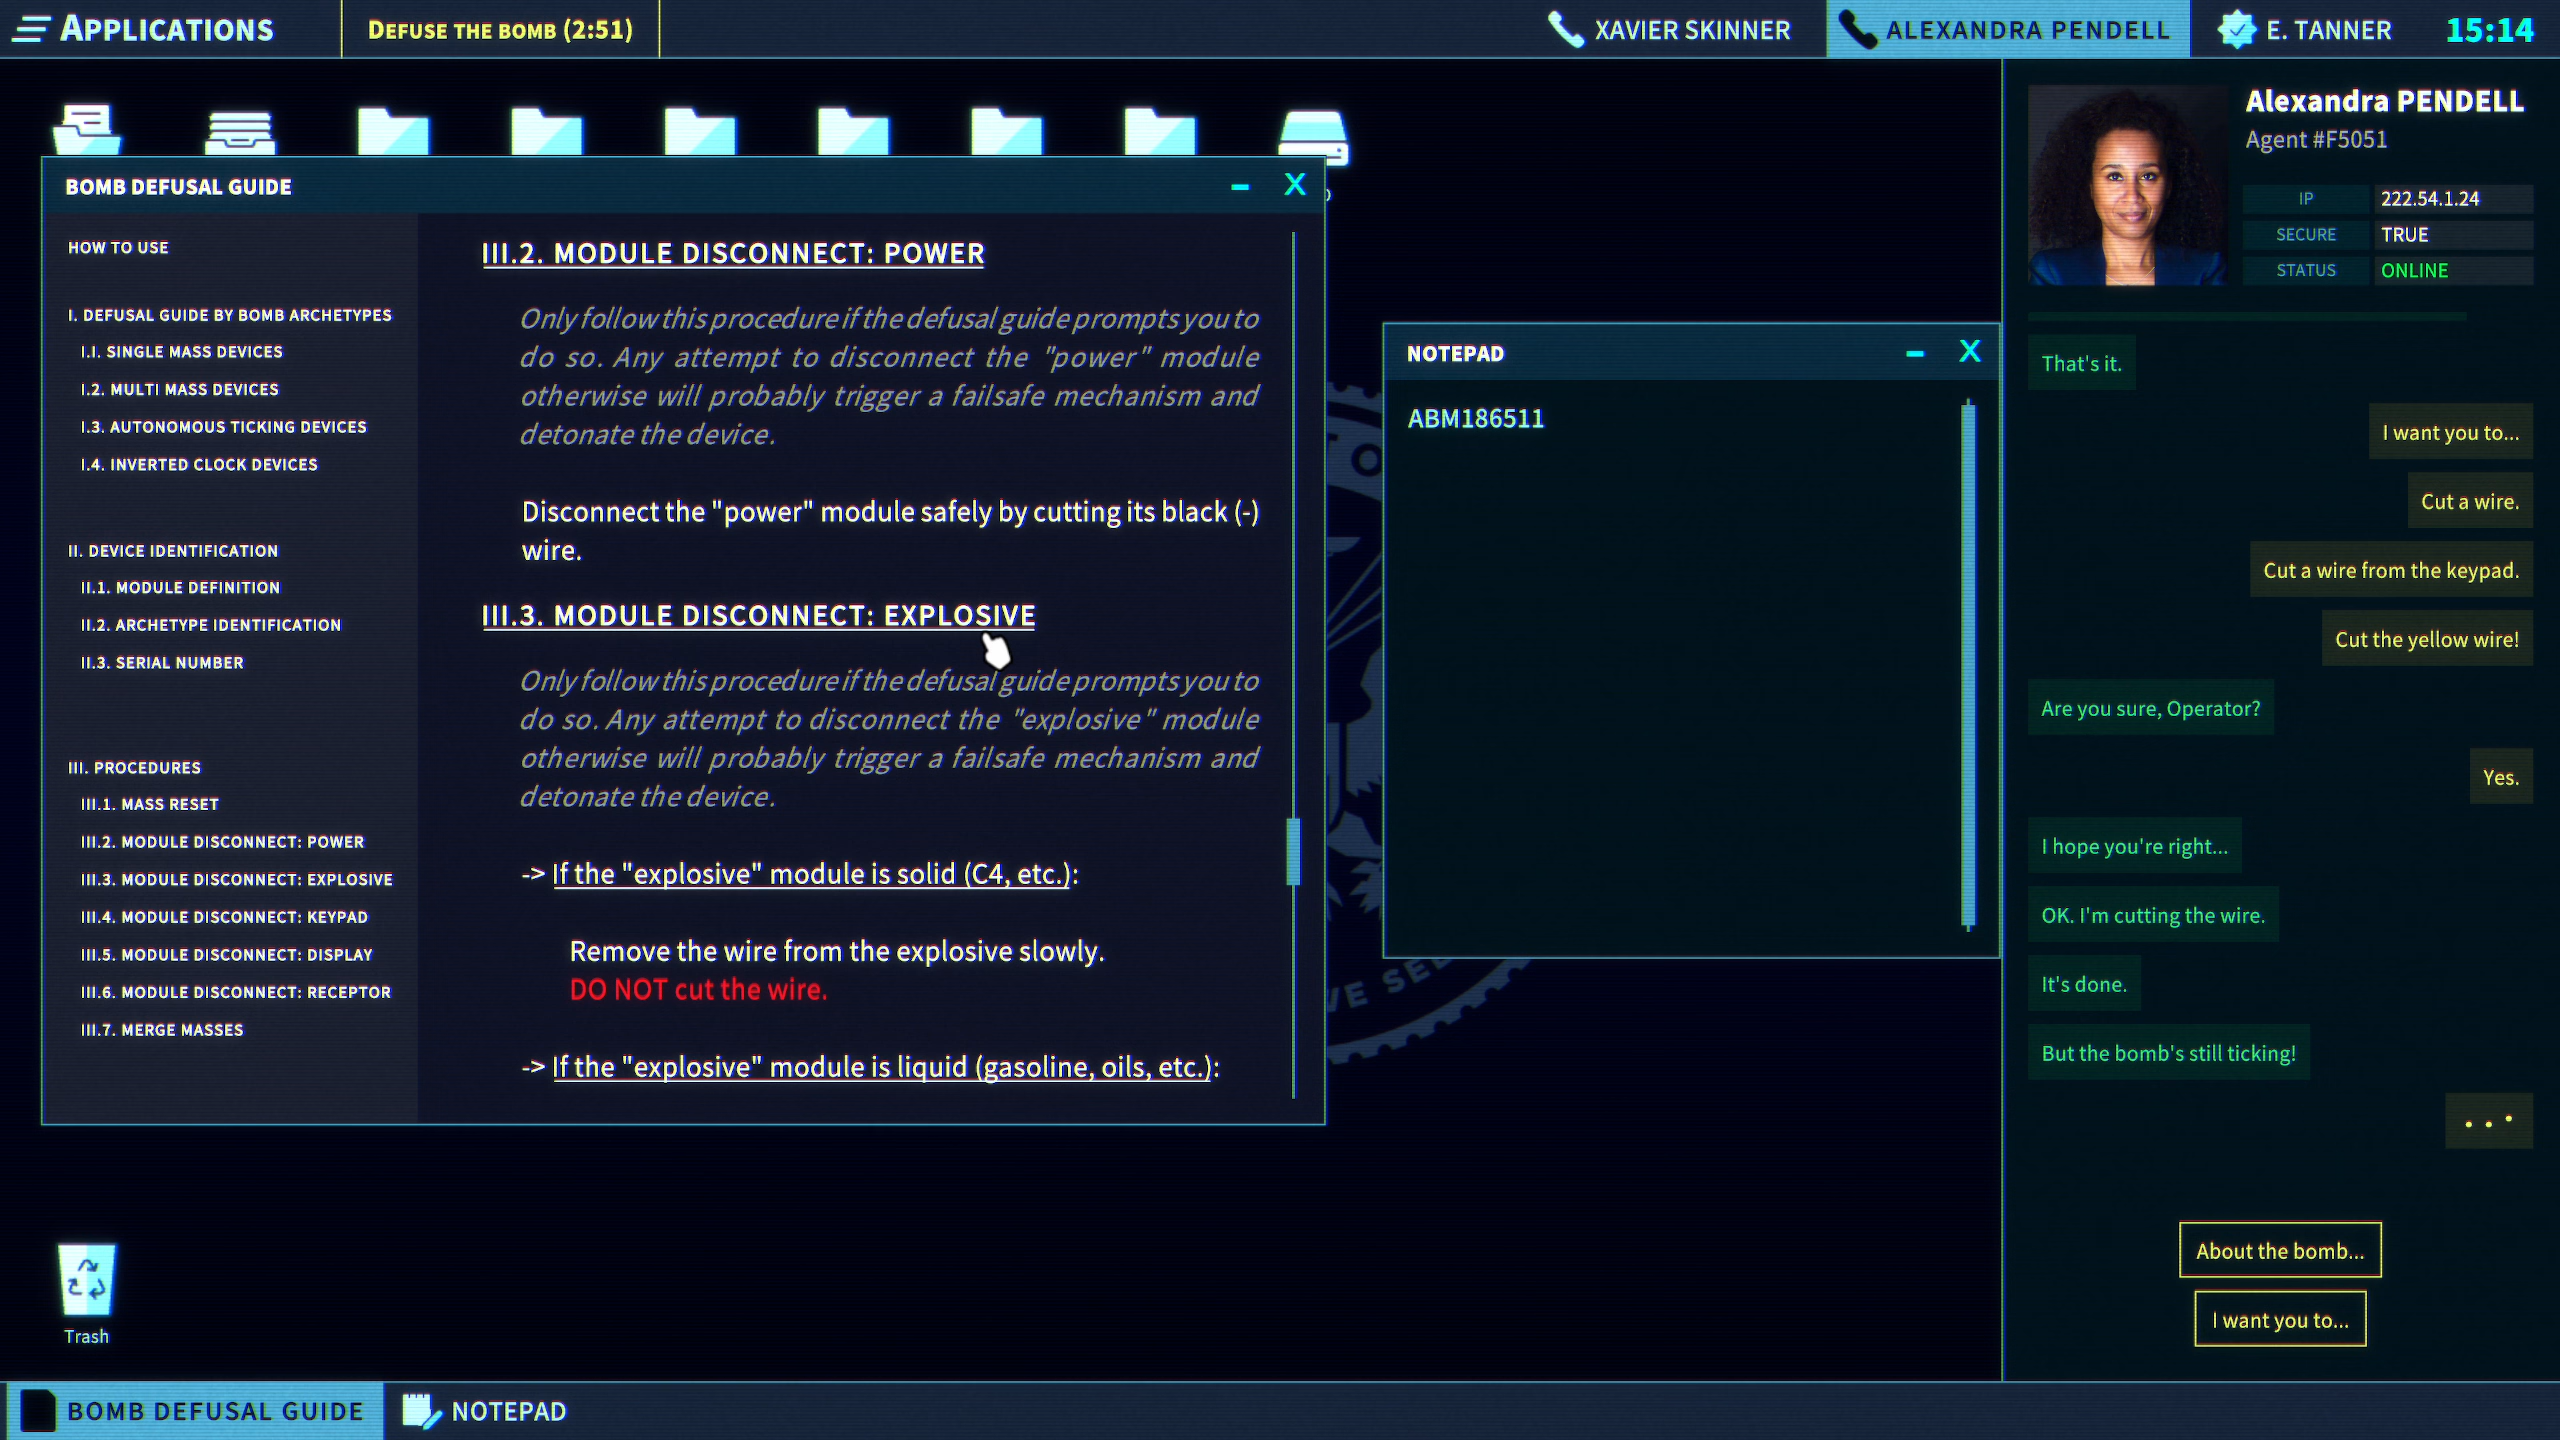 APPLICATIONS
DEFUSE THE BOMB (2:51)
XAVIER SKINNER
ALEXANDRA PENDELL
E. TANNER
15:14
BOMB DEFUSAL GUIDE
HOW TO USE
I. DEFUSAL GUIDE BY BOMB ARCHETYPES
I.I. SINGLE MASS DEVICES
I.2. MULTI MASS DEVICES
I.3. AUTONOMOUS TICKING DEVICES
I.4. INVERTED CLOCK DEVICES
II. DEVICE IDENTIFICATION
II.1. MODULE DEFINITION
II.2. ARCHETYPE IDENTIFICATION
II.3. SERIAL NUMBER
III. PROCEDURES
III.1. MASS RESET
III.2. MODULE DISCONNECT: POWER
III.3. MODULE DISCONNECT: EXPLOSIVE
III.4. MODULE DISCONNECT: KEYPAD
III.5. MODULE DISCONNECT: DISPLAY
III.6. MODULE DISCONNECT: RECEPTOR
III.7. MERGE MASSES
III.2. MODULE DISCONNECT: POWER
Only follow this procedure if the defusal guide prompts you to
do so. Any attempt to disconnect the "power" module
otherwise will probably trigger a failsafe mechanism and
detonate the device.
Disconnect the "power" module safely by cutting its black (-)
wire.
III.3. MODULE DISCONNECT: EXPLOSIVE
Only follow this procedure if the defusal guide prompts you to
do so. Any attempt to disconnect the "explosive" module
otherwise will probably trigger a failsafe mechanism and
detonate the device.
-> If the "explosive" module is solid (C4, etc.):
Remove the wire from the explosive slowly.
DO NOT cut the wire.
-> If the "explosive" module is liquid (gasoline, oils, etc.):
NOTEPAD
ABM186511
Alexandra PENDELL
Agent #F5051
IP 222.54.1.24
SECURE TRUE
STATUS ONLINE
That's it.
I want you to...
Cut a wire.
Cut a wire from the keypad.
Cut the yellow wire!
Are you sure, Operator?
Yes.
I hope you're right...
OK. I'm cutting the wire.
It's done.
But the bomb's still ticking!
...
About the bomb...
I want you to...
Trash
BOMB DEFUSAL GUIDE
NOTEPAD